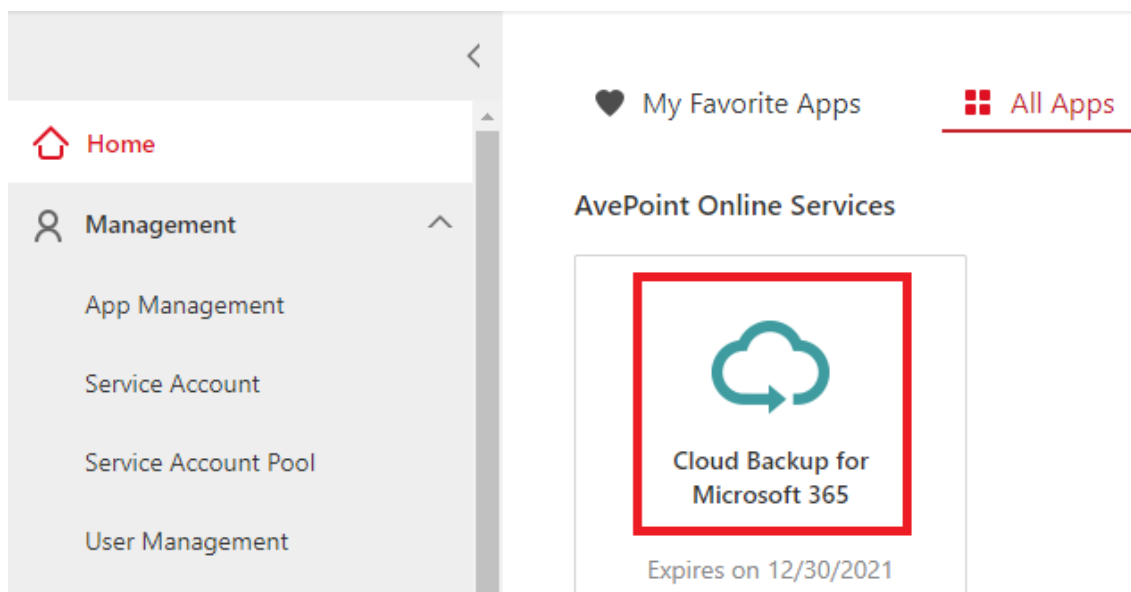 Home
Management
App Management
Service Account
Service Account Pool
User Management
My Favorite Apps
All Apps
AvePoint Online Services
Cloud Backup for
Microsoft 365
Expires on 12/30/2021